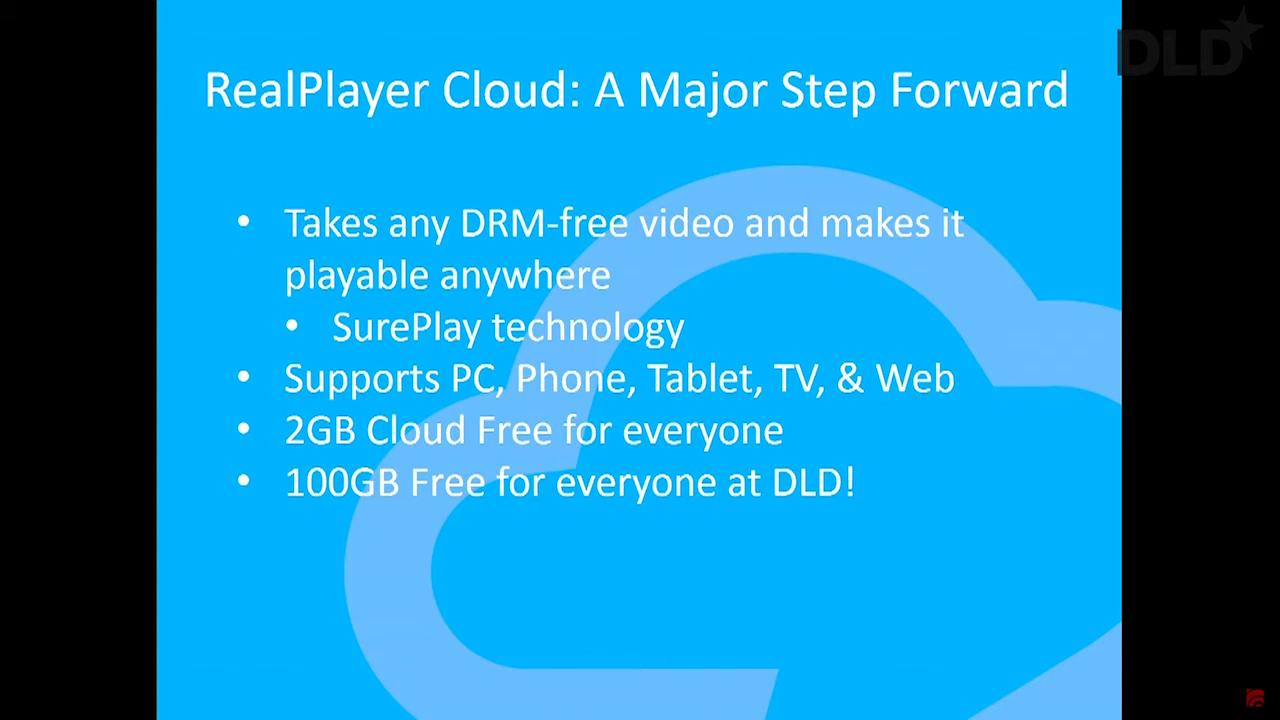 DLD
RealPlayer Cloud: A Major Step Forward
• Takes any DRM-free video and makes it
playable anywhere
• SurePlay technology
• Supports PC, Phone, Tablet, TV, & Web
• 2GB Cloud Free for everyone
• 100GB Free for everyone at DLD!